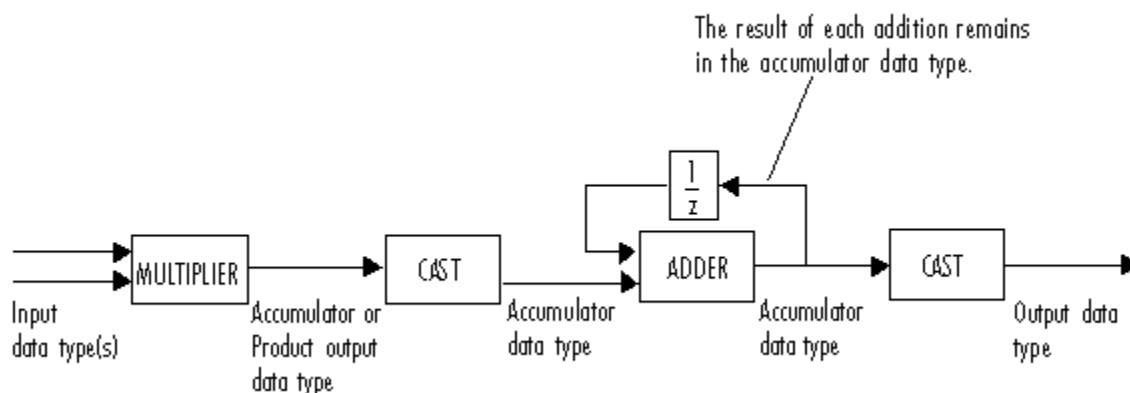 The result of each addition remains
in the accumulator data type.
1
z
MULTIPLIER
CAST
ADDER
CAST
Input
data type(s)
Accumulator or
Product output
data type
Accumulator
data type
Accumulator
data type
Output data
type